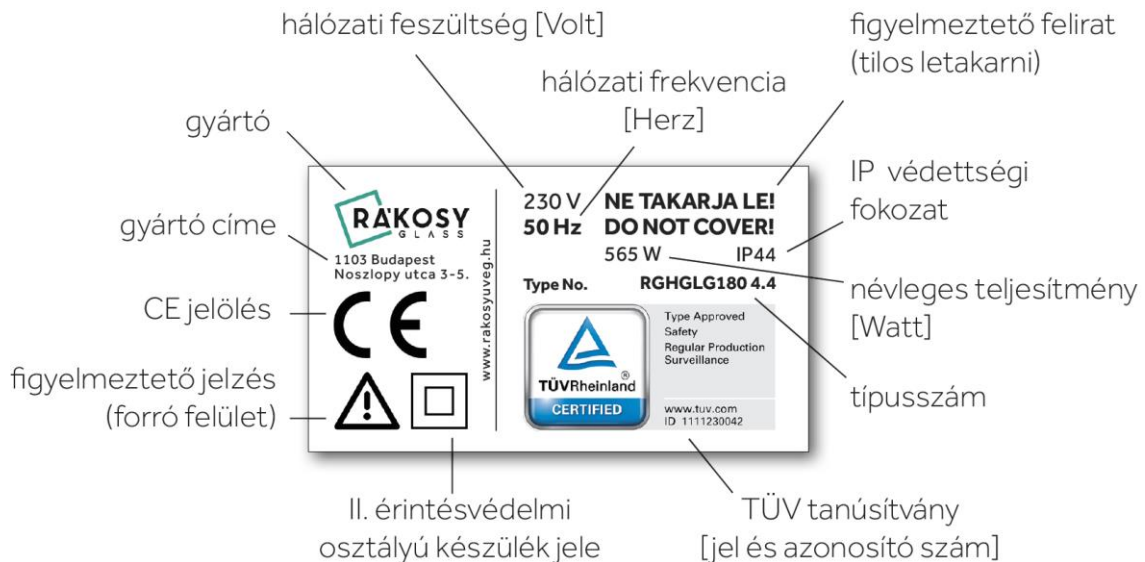 hálózati feszültség [Volt]
figyelmeztető felirat
(tilos letakarni)
hálózati frekvencia
[Herz]
gyártó
IP védettségi
fokozat
gyártó címe
CE jelölés
figyelmeztető jelzés
(forró felület)
RÁKOSY
GLASS
1103 Budapest
Noszlopy utca 3-5.
CE
www.rakosyuveg.hu
230 V NE TAKARJA LE!
50 Hz DO NOT COVER!
565 W IP44
Type No. RGHGLG180 4.4
TÜVRheinland®
CERTIFIED
Type Approved
Safety
Regular Production
Surveillance
www.tuv.com
ID 1111230042
névleges teljesítmény
[Watt]
típusszám
II. érintésvédelmi
osztályú készülék jele
TÜV tanúsítvány
[jel és azonosító szám]